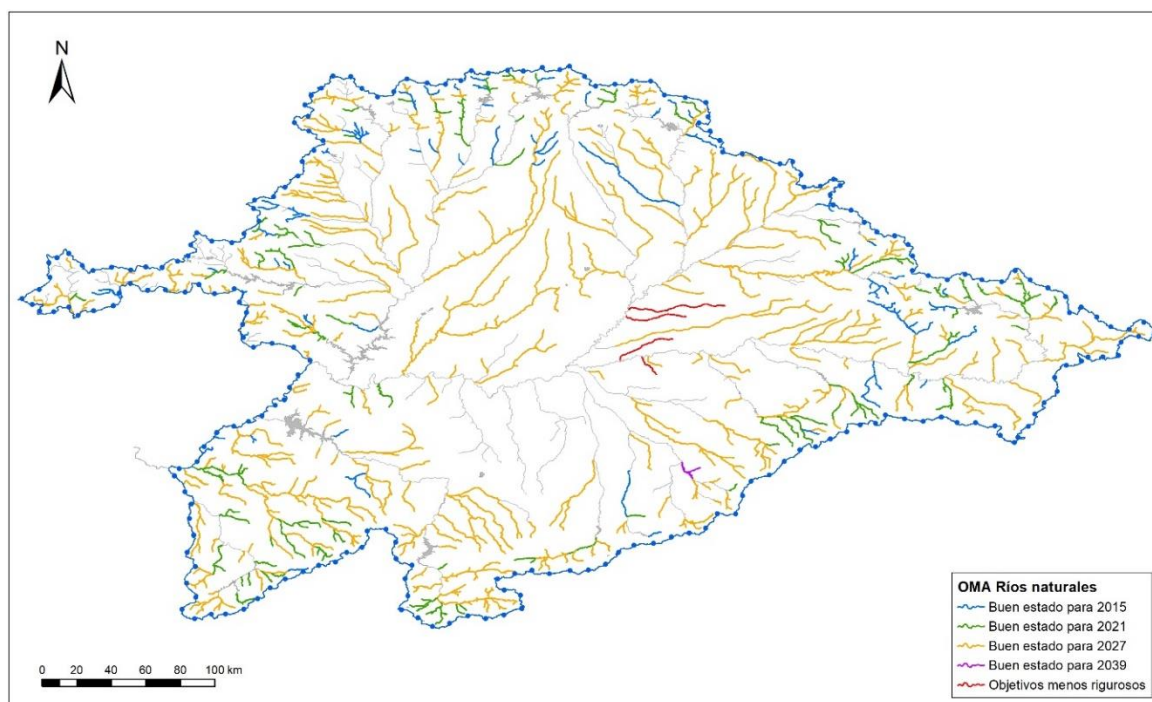 N
OMA Ríos naturales
Buen estado para 2015
Buen estado para 2021
Buen estado para 2027
Buen estado para 2039
Objetivos menos rigurosos
0 20 40 60 80 100 km